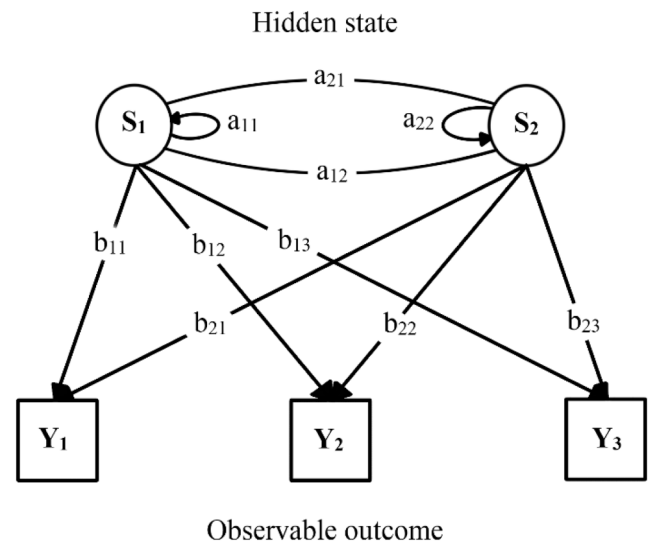 Hidden state
a21
S1
a11
a22
S2
a12
b11
b12
b13
b21
b22
b23
Y1
Y2
Y3
Observable outcome